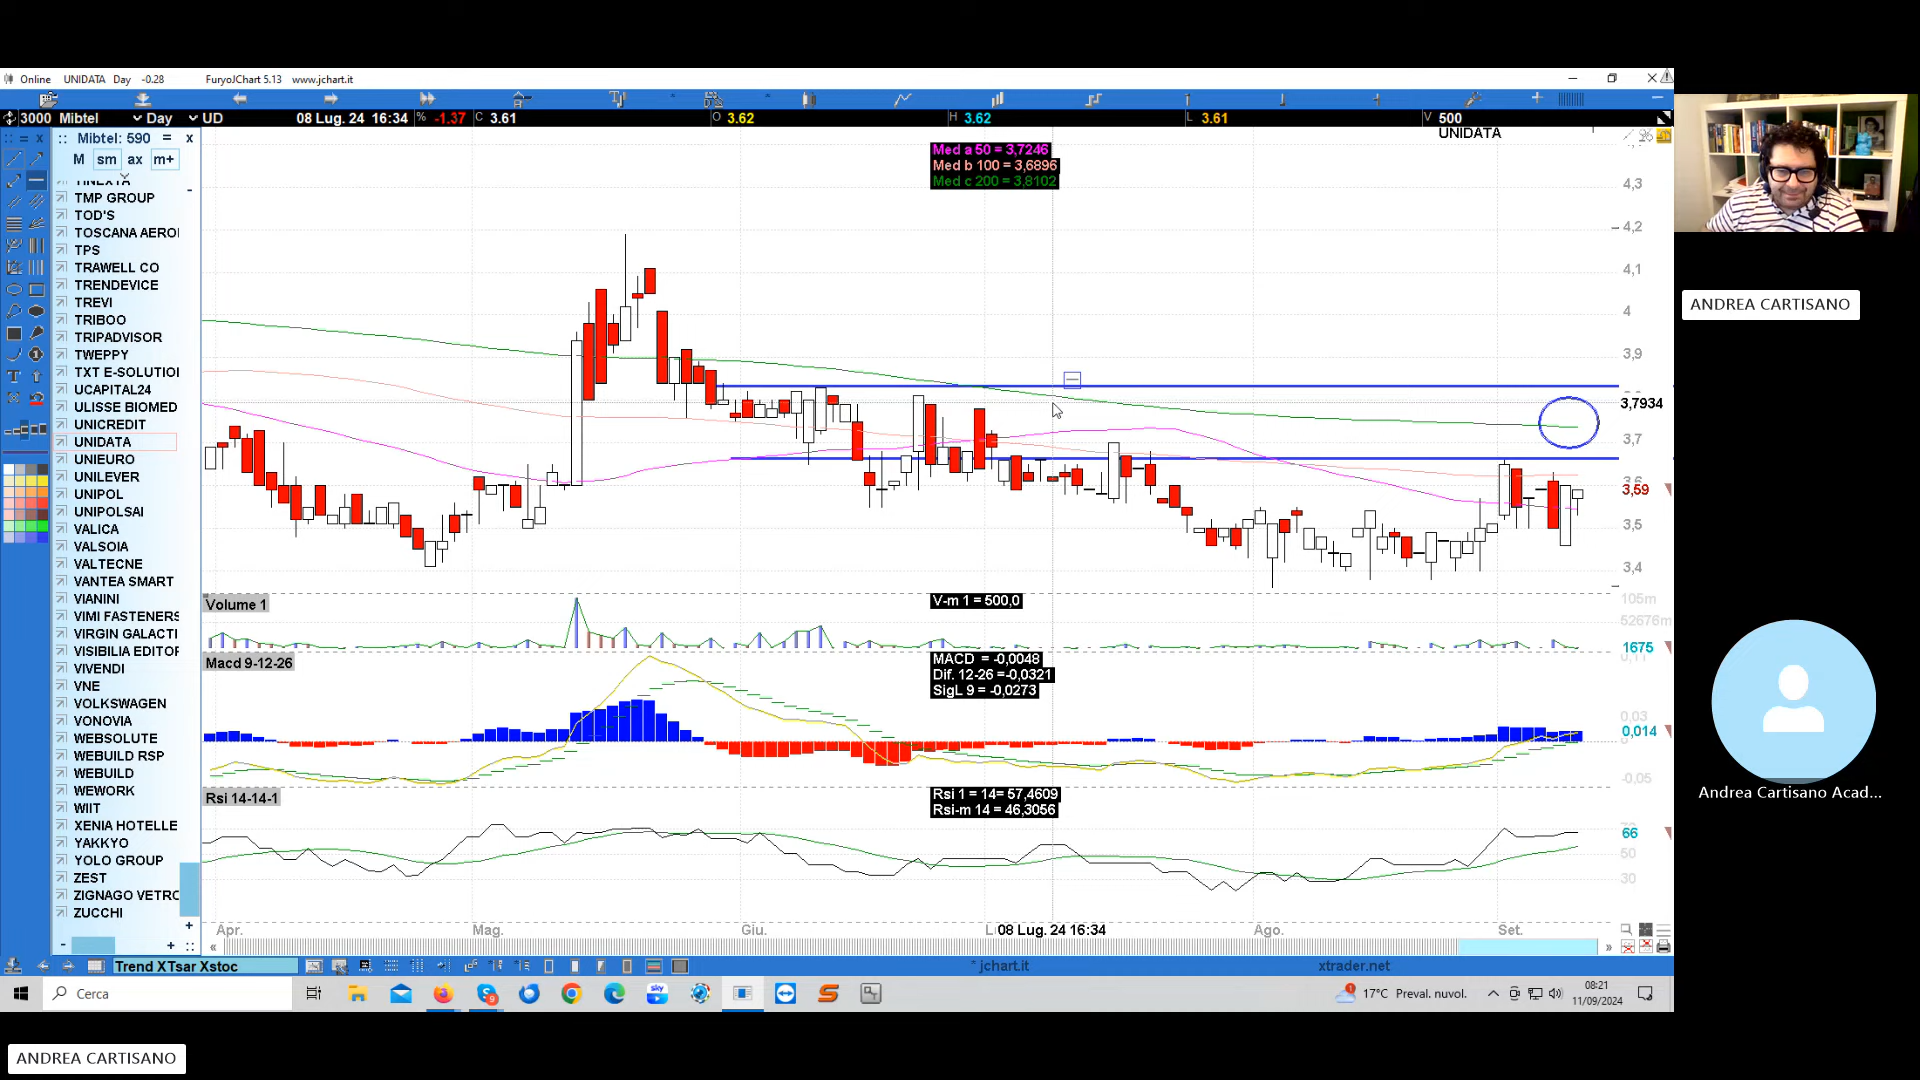 Online UNIDATA Day -0.28 FuryoJChart 5.13 www.jchart.it
3000 Mibtel Day UD 08 Lug. 24 16:34 % -1.37 C 3.61 O 3.62 H 3.62 L 3.61 V 500
Mibtel: 590 = x
M sm ax m+
TINEXTA
TMP GROUP
TOD'S
TOSCANA AERO
TPS
TRAWELL CO
TRENDEVICE
TREVI
TRIBOO
TRIPADVISOR
TWEPPY
TXT E-SOLUTIO
UCAPITAL24
ULISSE BIOMED
UNICREDIT
UNIDATA
UNIEURO
UNILEVER
UNIPOL
UNIPOLSAI
VALICA
VALSOIA
VALTECNE
VANTEA SMART
VIANINI
VIMI FASTENERS
VIRGIN GALACTI
VISIBILIA EDITOR
VIVENDI
VNE
VOLKSWAGEN
VONOVIA
WEBSOLUTE
WEBUILD RSP
WEBUILD
WEWORK
WIIT
XENIA HOTELLE
YAKKYO
YOLO GROUP
ZEST
ZIGNAGO VETRO
ZUCCHI
UNIDATA
Med a 50 = 3,7246
Med b 100 = 3,6896
Med c 200 = 3,8102
4,3
4,2
4,1
4
3,9
3,7934
3,7
3,59
3,5
3,4
Volume 1
V-m 1 = 500,0
105m
52676m
1675
Macd 9-12-26
MACD = -0,0048
Dif. 12-26 =-0,0321
SigL 9 = -0,0273
0,03
0,014
-0,05
Rsi 14-14-1
Rsi 1 = 14= 57,4609
Rsi-m 14 = 46,3056
66
50
30
Apr. Mag. Giu. L 08 Lug. 24 16:34 Ago. Set.
Trend XTsar Xstoc
jchart.it
xtrader.net
Cerca
17°C Preval. nuvol.
08:21
11/09/2024
ANDREA CARTISANO
Andrea Cartisano Acad...
ANDREA CARTISANO